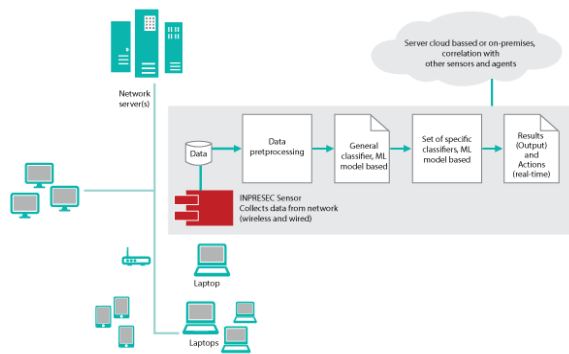 Server cloud bassed or on-premises,
correlation with
other sensors and agents
Network
server(s)
Data
Data
pretprocessing
General
classifier, ML
model based
Set of specific
classifiers, ML
model based
Results
(Output)
and
Actions
(real-time)
INPRESEC Sensor
Collects data from network
(wireless and wired)
Laptop
Laptops